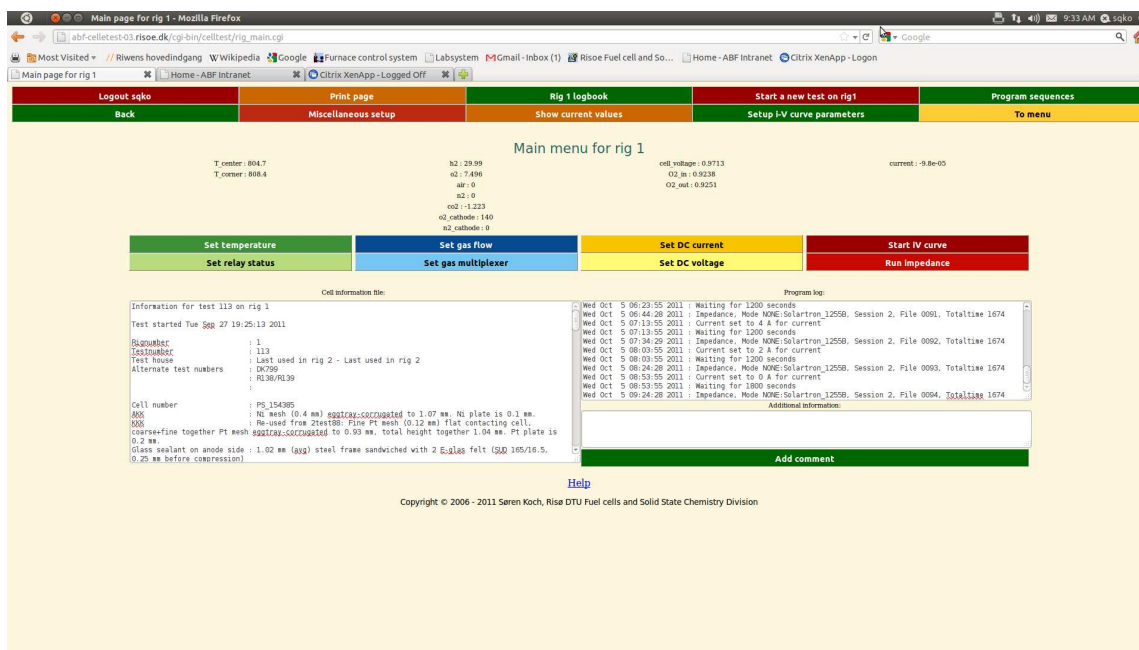 Main page for rig 1 - Mozilla Firefox
9:33 AM sqko
abf-celletest-03.risoe.dk/cgi-bin/celltest/rig_main.cgi
Google
Most Visited Riwens hovedindgang Wikipedia Google Furnace control system Labsystem Gmail - Inbox (1) Risoe Fuel cell and So... Home - ABF Intranet Citrix XenApp - Logon
Main page for rig 1 Home - ABF Intranet Citrix XenApp - Logged Off
Logout sqko Print page Rig 1 logbook Start a new test on rig1 Program sequences
Back Miscellaneous setup Show current values Setup i-V curve parameters To menu
Main menu for rig 1
T_center : 804.7 h2 : 29.99 cell_voltage : 0.9713 current : -9.8e-05
T_corner : 808.4 o2 : 7.496 O2_in : 0.9238
air : 0 O2_out : 0.9251
n2 : 0
co2 : -1.223
o2_cathode : 140
n2_cathode : 0
Set temperature Set gas flow Set DC current Start iV curve
Set relay status Set gas multiplexer Set DC voltage Run impedance
Cell information file:
Information for test 113 on rig 1
Test started Tue Sep 27 19:25:13 2011
Rignumber : 1
Testnumber : 113
Test house : Last used in rig 2 - Last used in rig 2
Alternate test numbers : DK799
: R138/R139
:
Cell number : PS_154385
AKK : Ni mesh (0.4 mm) eggtray-corrugated to 1.07 mm. Ni plate is 0.1 mm.
KKK : Re-used from 2test88: Fine Pt mesh (0.12 mm) flat contacting cell,
coarse+fine together Pt mesh eggtray-corrugated to 0.93 mm, total height together 1.04 mm. Pt plate is
0.2 mm.
Glass sealant on anode side : 1.02 mm (avg) steel frame sandwiched with 2 E-glas felt (SUD 165/16.5,
0.25 mm before compression)
Program log:
Wed Oct 5 06:23:55 2011 : Waiting for 1200 seconds
Wed Oct 5 06:44:28 2011 : Impedance, Mode NONE:Solartron_1255B, Session 2, File 0091, Totaltime 1674
Wed Oct 5 07:13:55 2011 : Current set to 4 A for current
Wed Oct 5 07:13:55 2011 : Waiting for 1200 seconds
Wed Oct 5 07:34:29 2011 : Impedance, Mode NONE:Solartron_1255B, Session 2, File 0092, Totaltime 1674
Wed Oct 5 08:03:55 2011 : Current set to 2 A for current
Wed Oct 5 08:03:55 2011 : Waiting for 1200 seconds
Wed Oct 5 08:24:28 2011 : Impedance, Mode NONE:Solartron_1255B, Session 2, File 0093, Totaltime 1674
Wed Oct 5 08:53:55 2011 : Current set to 0 A for current
Wed Oct 5 08:53:55 2011 : Waiting for 1800 seconds
Wed Oct 5 09:24:28 2011 : Impedance, Mode NONE:Solartron_1255B, Session 2, File 0094, Totaltime 1674
Additional information:
Add comment
Help
Copyright © 2006 - 2011 Søren Koch, Risø DTU Fuel cells and Solid State Chemistry Division